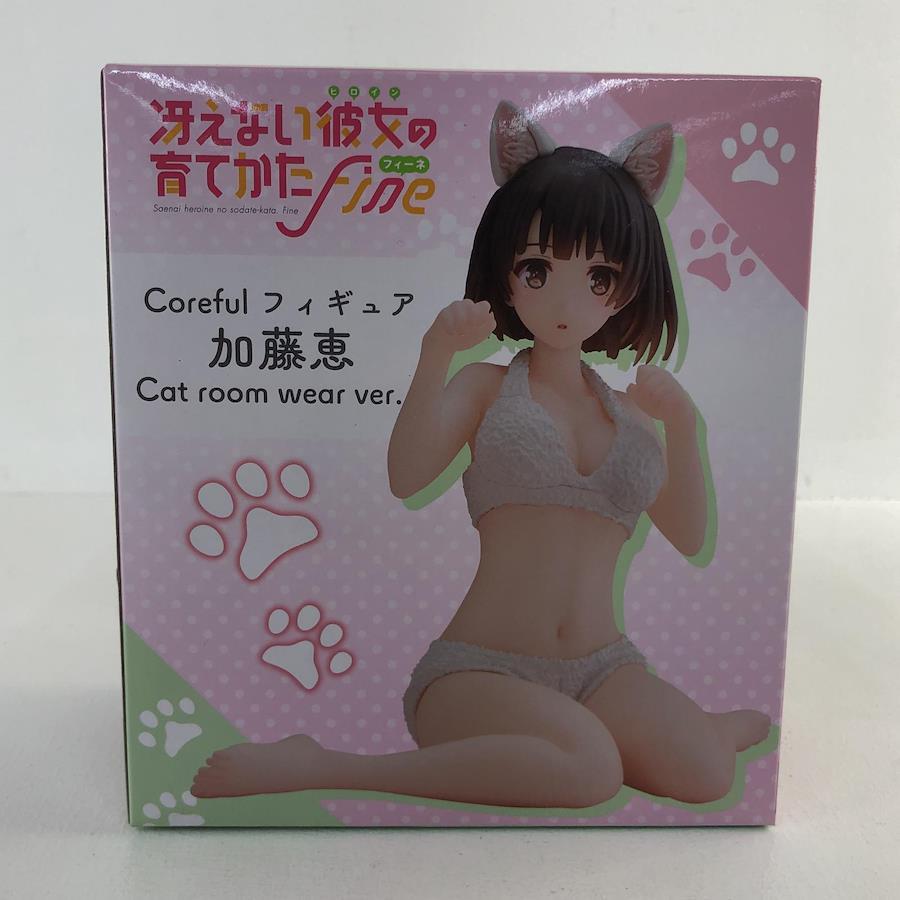 ヒロイン
冴えない彼女の
育てかた fine
フィーネ
Saenai heroine no sodate-kata. Fine
Coreful フィギュア
加藤恵
Cat room wear ver.